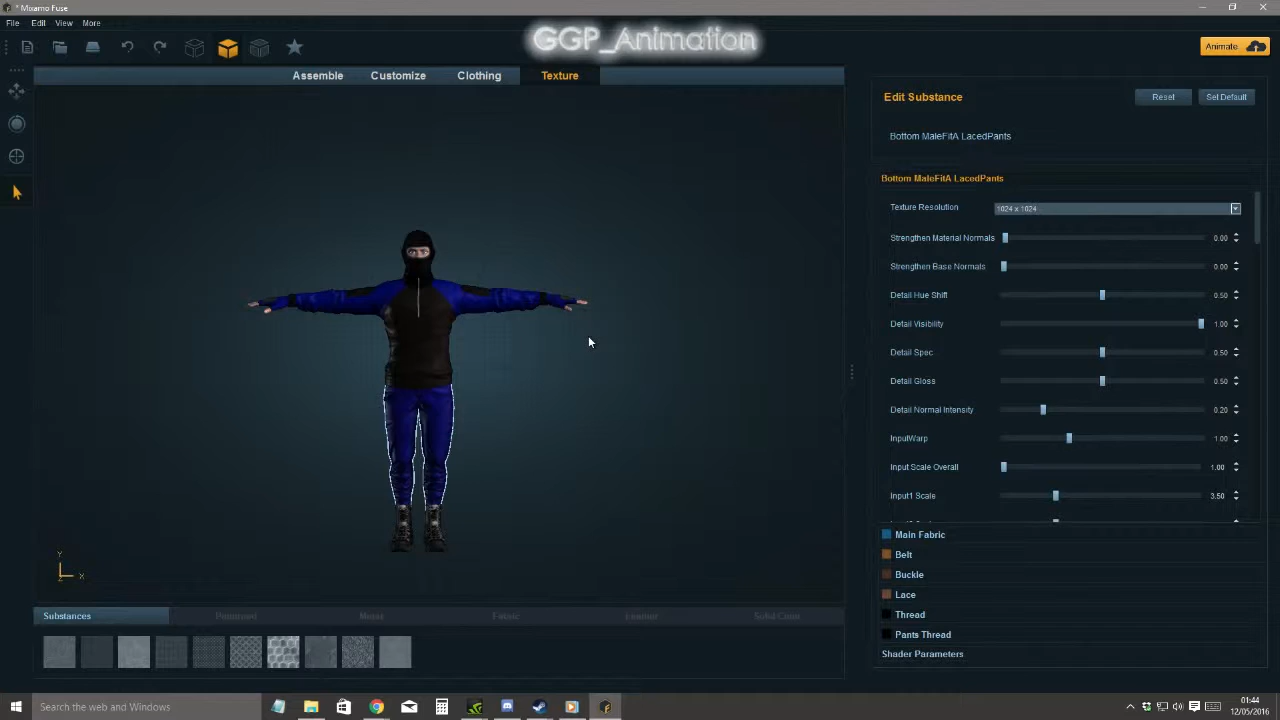 * Mixamo Fuse
File Edit View More
GGP_Animation
Animate
Assemble Customize Clothing Texture
Edit Substance Reset Set Default
Bottom MaleFitA LacedPants
Bottom MaleFitA LacedPants
Texture Resolution 1024 x 1024
Strengthen Material Normals 0.00
Strengthen Base Normals 0.00
Detail Hue Shift 0.50
Detail Visibility 1.00
Detail Spec 0.50
Detail Gloss 0.50
Detail Normal Intensity 0.20
InputWarp 1.00
Input Scale Overall 1.00
Input1 Scale 3.50
Main Fabric
Belt
Buckle
Lace
Thread
Pants Thread
Shader Parameters
Y
X
Substances Fabric Leather Solid Color
Search the web and Windows
01:44
12/05/2016